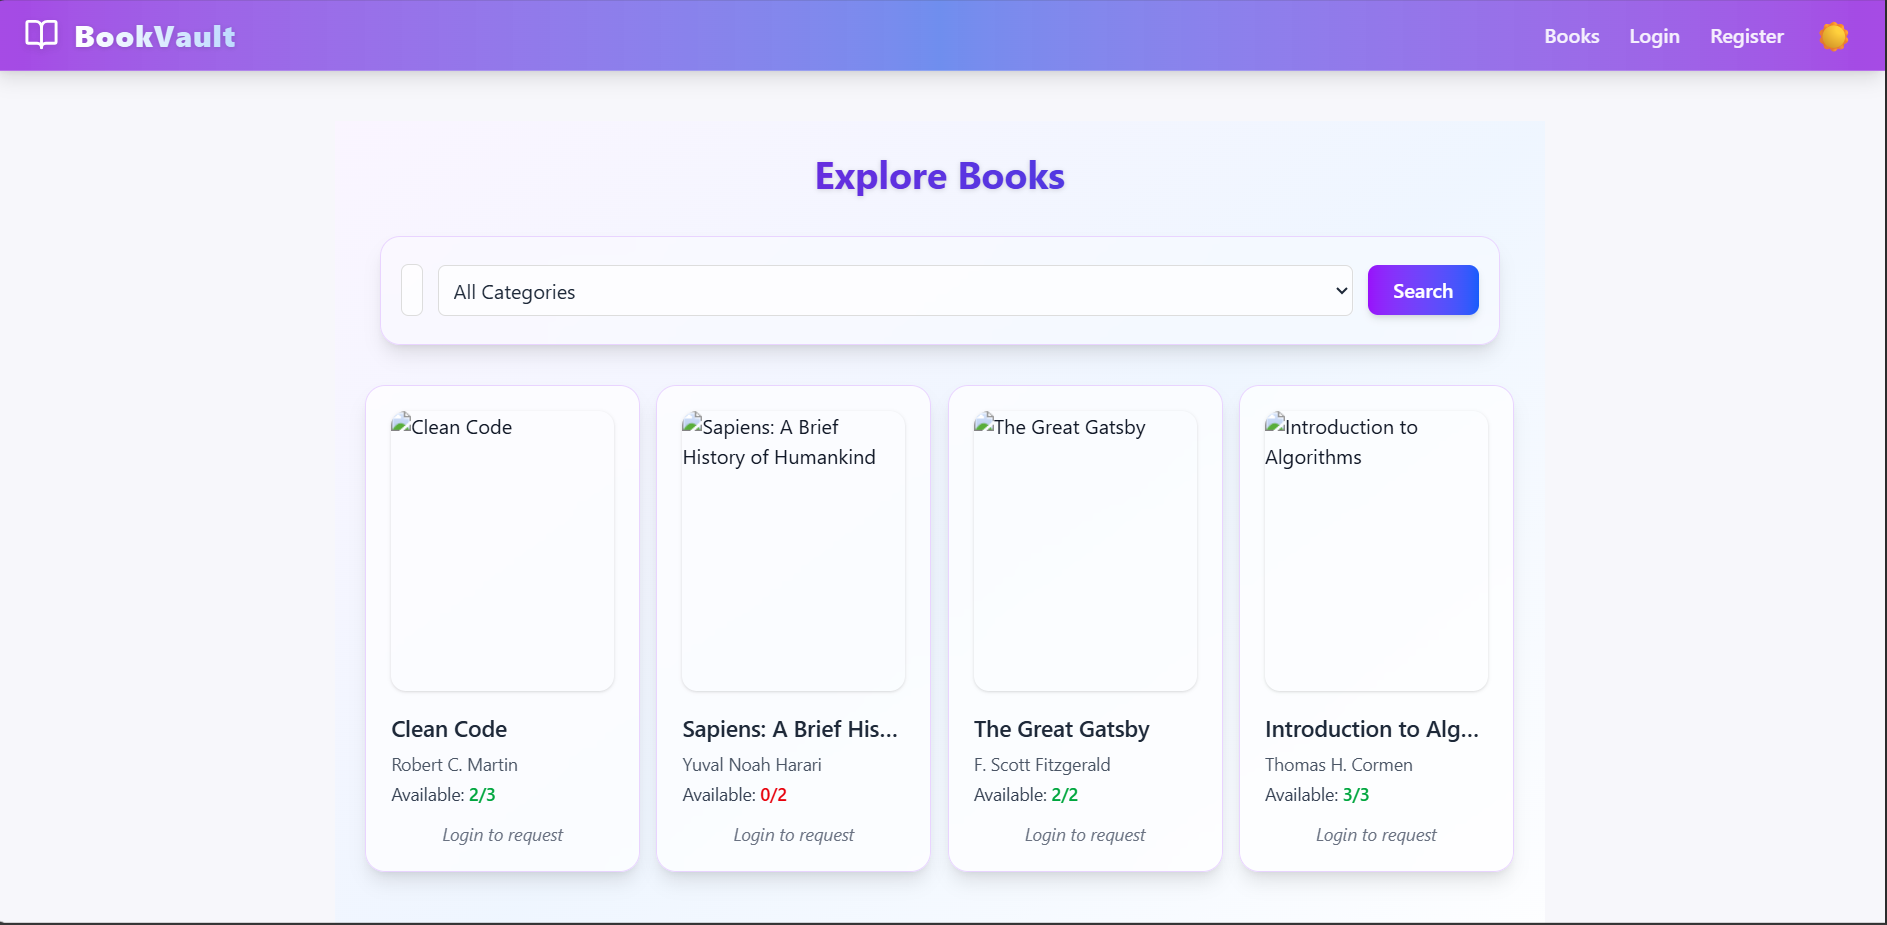 BookVault
Books Login Register
Explore Books
All Categories
Search
Clean Code
Sapiens: A Brief
History of Humankind
The Great Gatsby
Introduction to
Algorithms
Clean Code
Robert C. Martin
Available: 2/3
Login to request
Sapiens: A Brief His...
Yuval Noah Harari
Available: 0/2
Login to request
The Great Gatsby
F. Scott Fitzgerald
Available: 2/2
Login to request
Introduction to Alg...
Thomas H. Cormen
Available: 3/3
Login to request